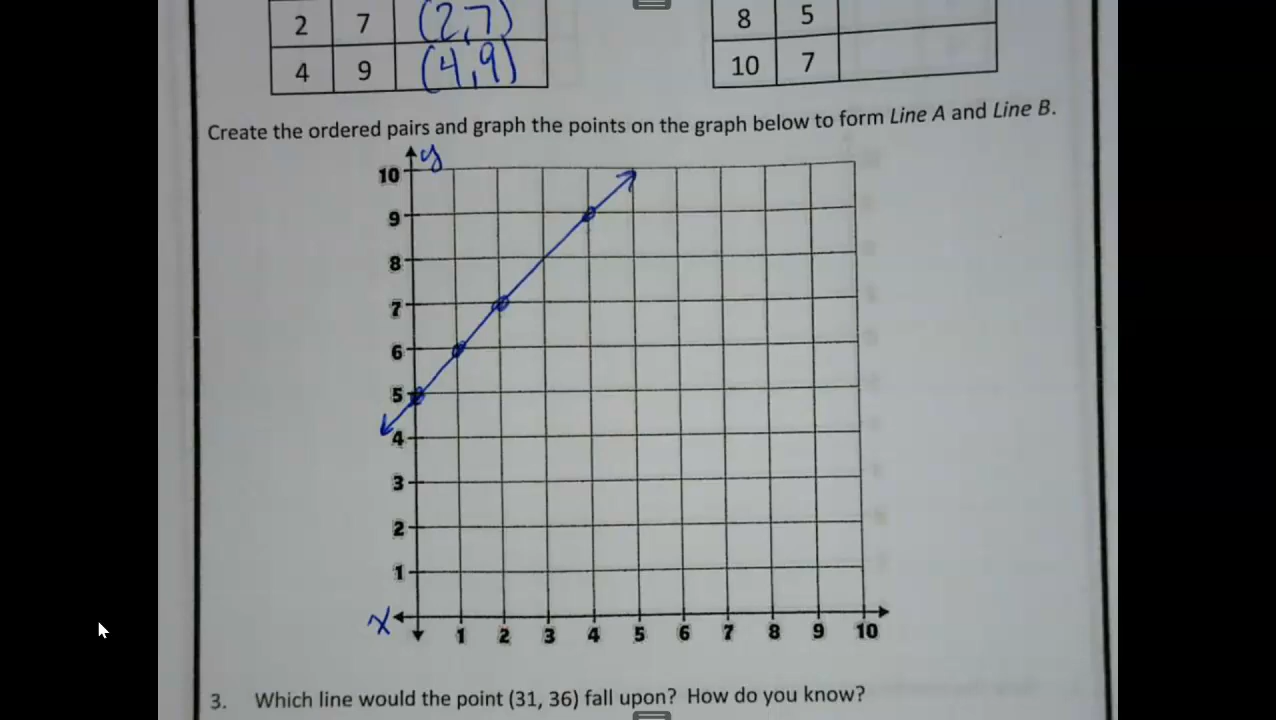 2 7 (2,7)
4 9 (4,9)
8 5
10 7
Create the ordered pairs and graph the points on the graph below to form Line A and Line B.
y
10
9
8
7
6
5
4
3
2
1
x
1 2 3 4 5 6 7 8 9 10
3. Which line would the point (31, 36) fall upon? How do you know?